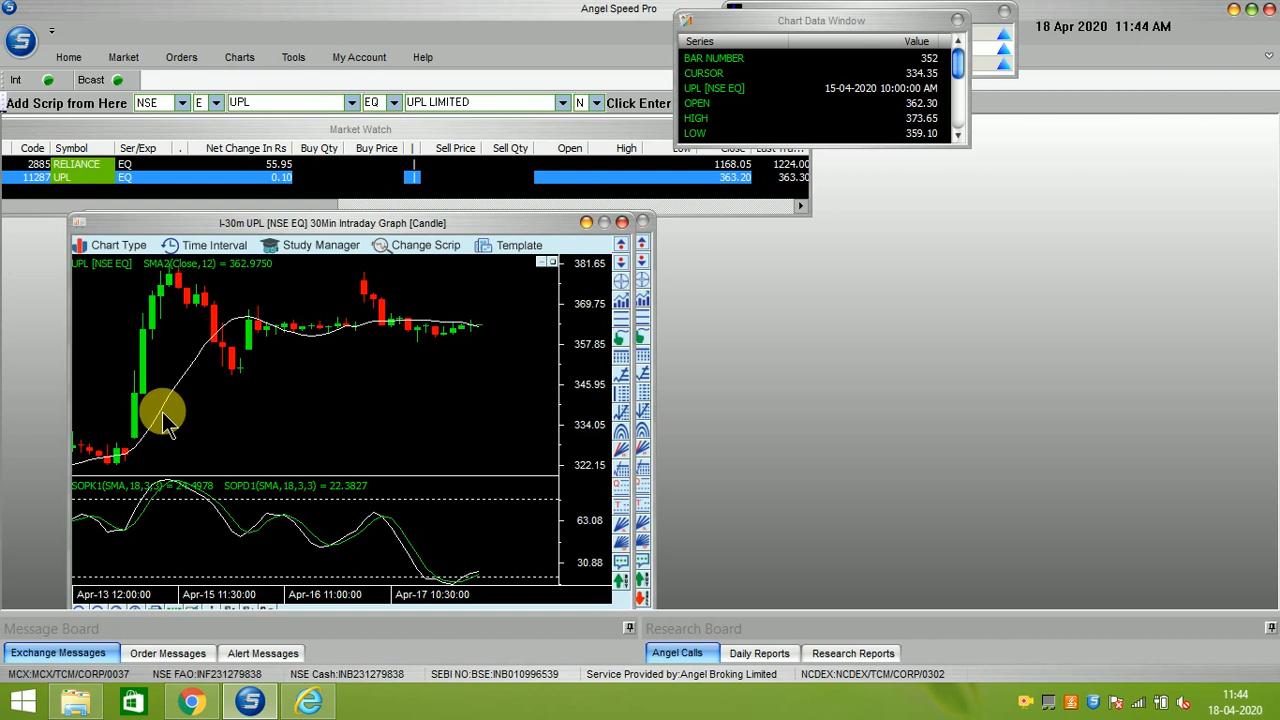 Angel Speed Pro
Chart Data Window
18 Apr 2020 11:44 AM
Series Value
BAR NUMBER 352
CURSOR 334.35
UPL [NSE EQ] 15-04-2020 10:00:00 AM
OPEN 362.30
HIGH 373.65
LOW 359.10
Home Market Orders Charts Tools My Account Help
Int Bcast
Add Scrip from Here NSE E UPL EQ UPL LIMITED N Click Enter
Market Watch
Code Symbol Ser/Exp . Net Change In Rs Buy Qty Buy Price | Sell Price Sell Qty Open High
2885 RELIANCE EQ 55.95 | 1168.05 1224.00
11287 UPL EQ 0.10 | 363.20 363.30
I-30m UPL [NSE EQ] 30Min Intraday Graph [Candle]
Chart Type Time Interval Study Manager Change Scrip Template
UPL [NSE EQ] SMA2(Close,12) = 362.9750
381.65
369.75
357.85
345.95
334.05
322.15
SOPK1(SMA,18,3,3) = 24.4978 SOPD1(SMA,18,3,3) = 22.3827
63.08
30.88
Apr-13 12:00:00 Apr-15 11:30:00 Apr-16 11:00:00 Apr-17 10:30:00
Message Board Research Board
Exchange Messages Order Messages Alert Messages Angel Calls Daily Reports Research Reports
MCX:MCX/TCM/CORP/0037 NSE FAO:INF231279838 NSE Cash:INB231279838 SEBI NO:BSE:INB010996539 Service Provided by:Angel Broking Limited NCDEX:NCDEX/TCM/CORP/0302
11:44
18-04-2020